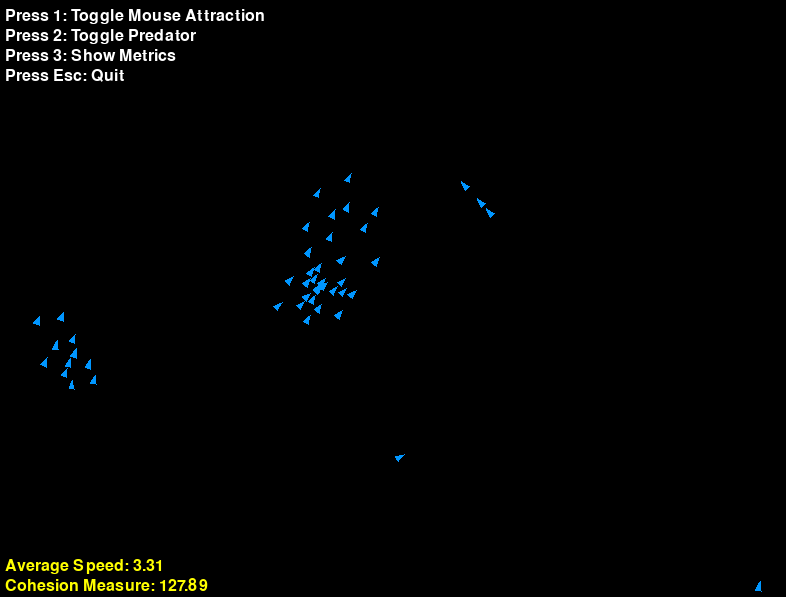 Press 1: Toggle Mouse Attraction
Press 2: Toggle Predator
Press 3: Show Metrics
Press Esc: Quit
Average Speed: 3.31
Cohesion Measure: 127.89